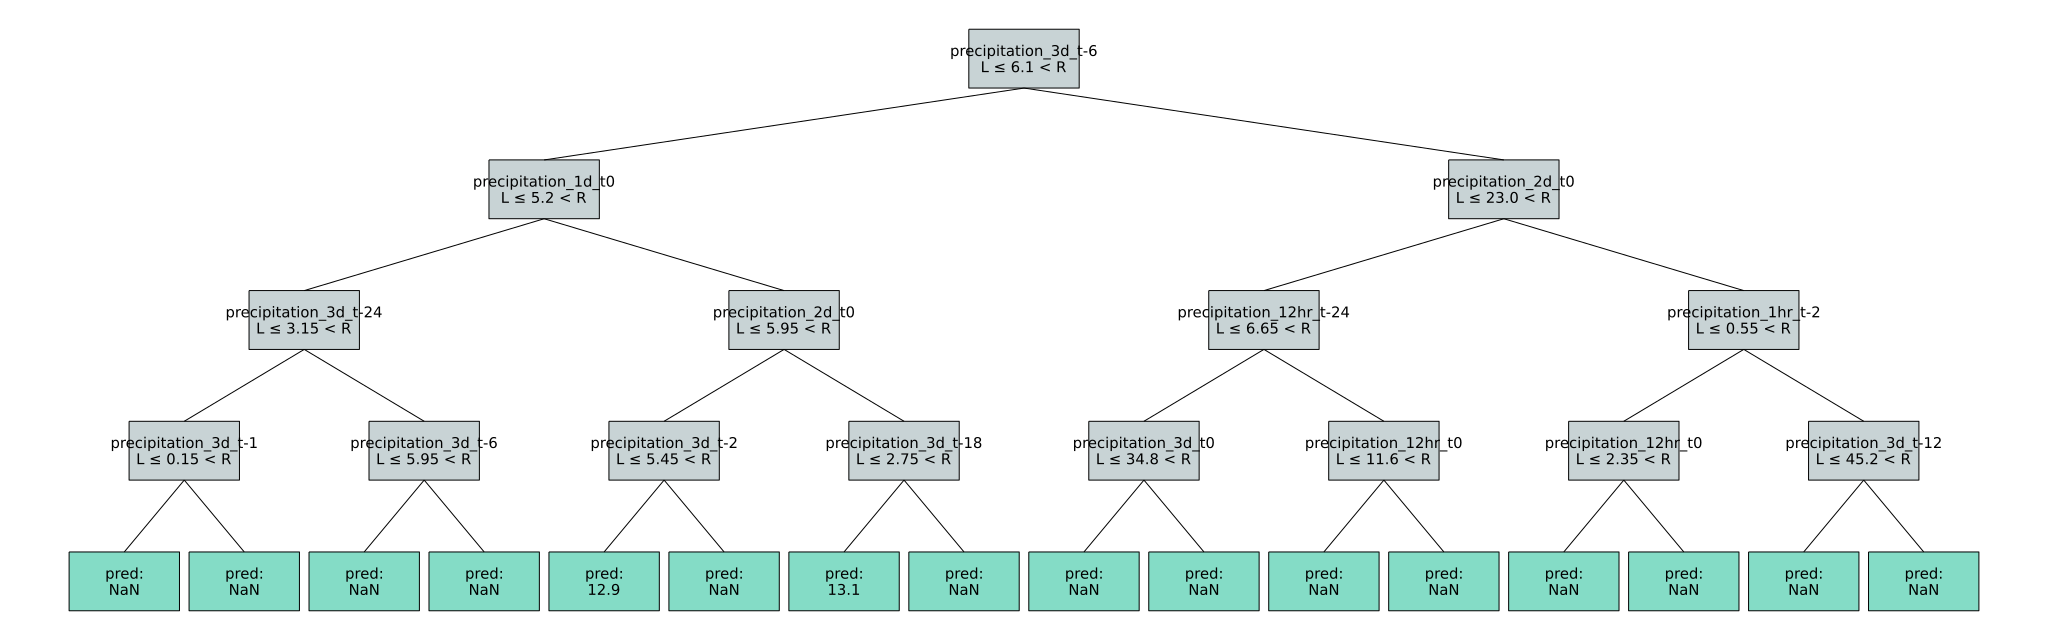 precipitation_3d_t-6
L ≤ 6.1 < R
precipitation_1d_t0
L ≤ 5.2 < R
precipitation_2d_t0
L ≤ 23.0 < R
precipitation_3d_t-24
L ≤ 3.15 < R
precipitation_2d_t0
L ≤ 5.95 < R
precipitation_12hr_t-24
L ≤ 6.65 < R
precipitation_1hr_t-2
L ≤ 0.55 < R
precipitation_3d_t-1
L ≤ 0.15 < R
precipitation_3d_t-6
L ≤ 5.95 < R
precipitation_3d_t-2
L ≤ 5.45 < R
precipitation_3d_t-18
L ≤ 2.75 < R
precipitation_3d_t0
L ≤ 34.8 < R
precipitation_12hr_t0
L ≤ 11.6 < R
precipitation_12hr_t0
L ≤ 2.35 < R
precipitation_3d_t-12
L ≤ 45.2 < R
pred:
NaN
pred:
NaN
pred:
NaN
pred:
NaN
pred:
12.9
pred:
NaN
pred:
13.1
pred:
NaN
pred:
NaN
pred:
NaN
pred:
NaN
pred:
NaN
pred:
NaN
pred:
NaN
pred:
NaN
pred:
NaN